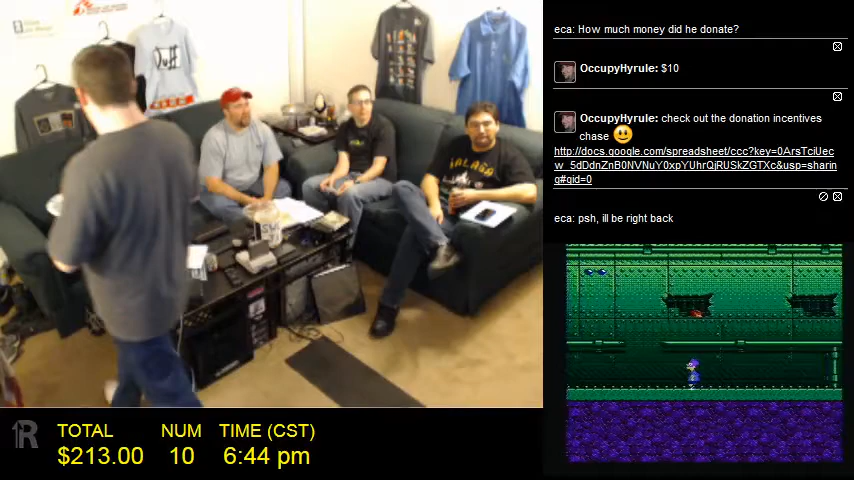 eca: How much money did he donate?
OccupyHyrule: $10
OccupyHyrule: check out the donation incentives
chase
http://docs.google.com/spreadsheet/ccc?key=0ArsTciUec
w_5dDdnZnB0NVNuY0xpYUhrQjRUSkZGTXc&usp=sharin
g#gid=0
eca: psh, ill be right back
Duff
GALAGA
TOTAL
NUM
TIME (CST)
$213.00
10
6:44 pm